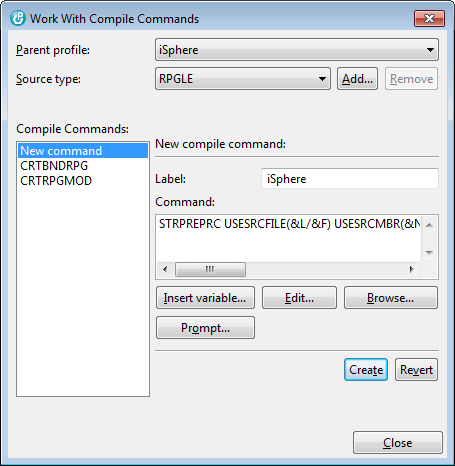 Work With Compile Commands
Parent profile: iSphere
Source type: RPGLE Add... Remove
Compile Commands:
New command
CRTBNDRPG
CRTRPGMOD
New compile command:
Label: iSphere
Command:
STRPREPRC USESRCFILE(&L/&F) USESRCMBR(&N
Insert variable... Edit... Browse...
Prompt...
Create Revert
Close